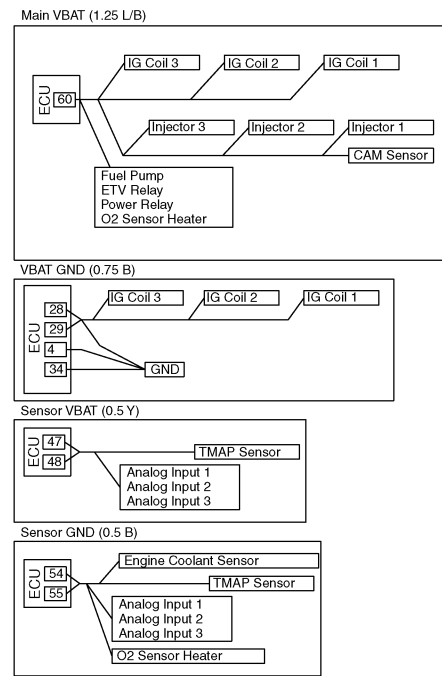 Main VBAT (1.25 L/B)
IG Coil 3
IG Coil 2
IG Coil 1
ECU
60
Injector 3
Injector 2
Injector 1
CAM Sensor
Fuel Pump
ETV Relay
Power Relay
O2 Sensor Heater
VBAT GND (0.75 B)
ECU
28
29
4
34
IG Coil 3
IG Coil 2
IG Coil 1
GND
Sensor VBAT (0.5 Y)
ECU
47
48
TMAP Sensor
Analog Input 1
Analog Input 2
Analog Input 3
Sensor GND (0.5 B)
ECU
54
55
Engine Coolant Sensor
TMAP Sensor
Analog Input 1
Analog Input 2
Analog Input 3
O2 Sensor Heater